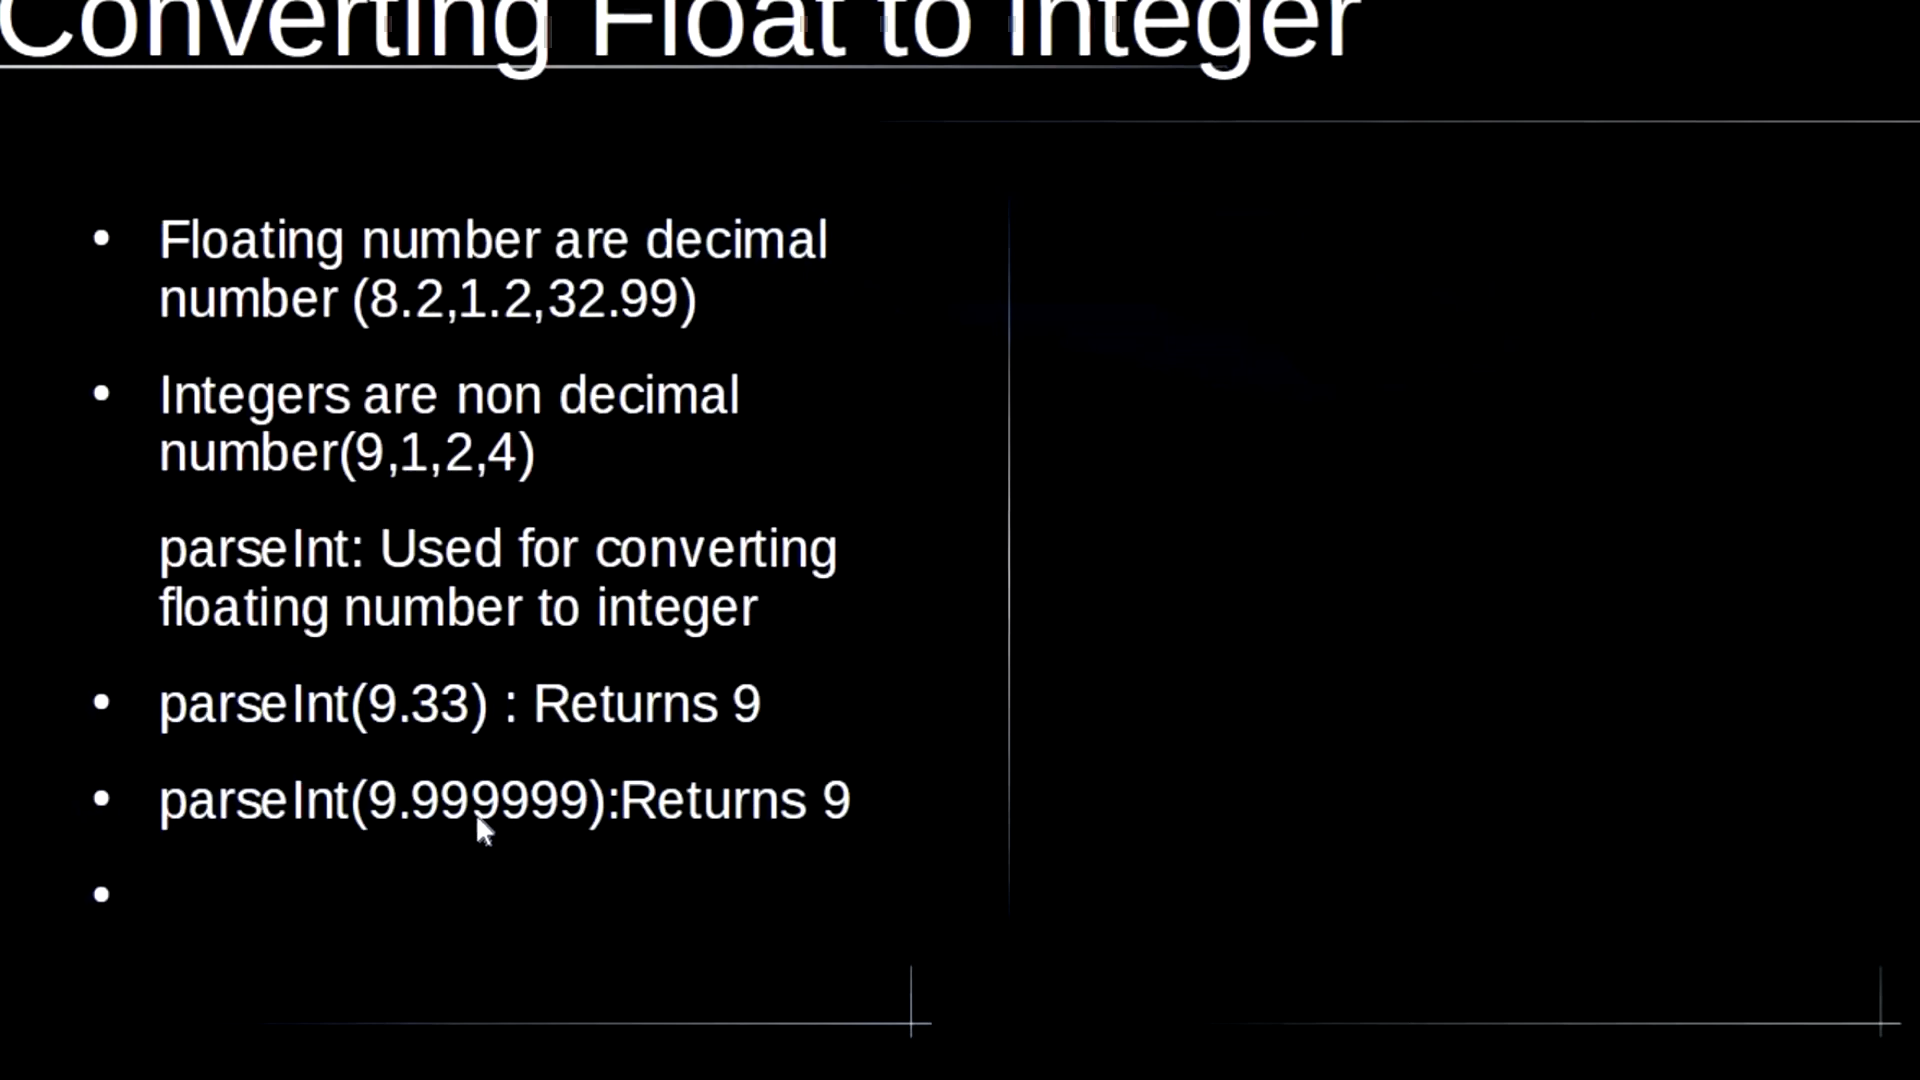 Converting Float to Integer
• Floating number are decimal
number (8.2,1.2,32.99)
• Integers are non decimal
number(9,1,2,4)
parseInt: Used for converting
floating number to integer
• parseInt(9.33) : Returns 9
• parseInt(9.999999):Returns 9
•